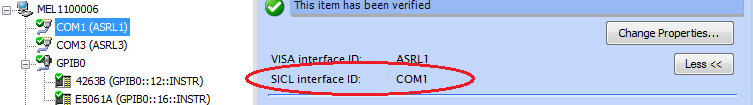 MEL1100006
COM1 (ASRL1)
COM3 (ASRL3)
GPIB0
4263B (GPIB0::12::INSTR)
E5061A (GPIB0::16::INSTR)
This item has been verified
Change Properties...
VISA interface ID: ASRL1
Less <<
SICL interface ID: COM1